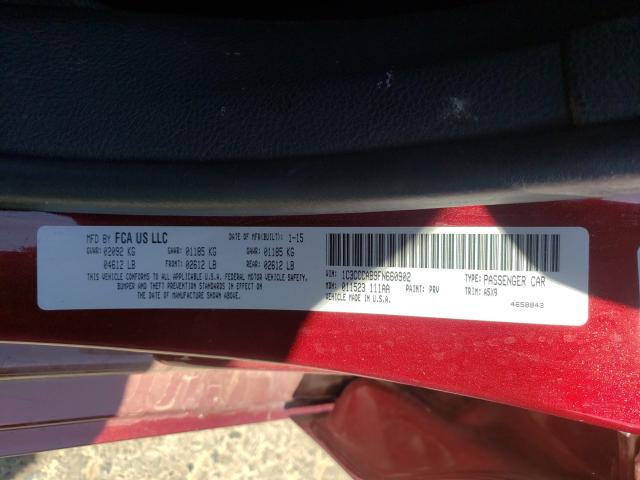 MFD BY FCA US LLC
DATE OF MFR(BUILT): 1-15
GVWR: 02092 KG GAWR: 01185 KG GAWR: 01185 KG
04612 LB FRONT: 02612 LB REAR: 02612 LB
THIS VEHICLE CONFORMS TO ALL APPLICABLE U.S.A. FEDERAL MOTOR VEHICLE SAFETY,
BUMPER AND THEFT PREVENTION STANDARDS IN EFFECT ON
THE DATE OF MANUFACTURE SHOWN ABOVE.
VIN: 1C3CCCAB9FN660902 TYPE: PASSENGER CAR
MDH: 011523 111AA PAINT: PRV TRIM: ASX9
VEHICLE MADE IN U.S.A.
4658843